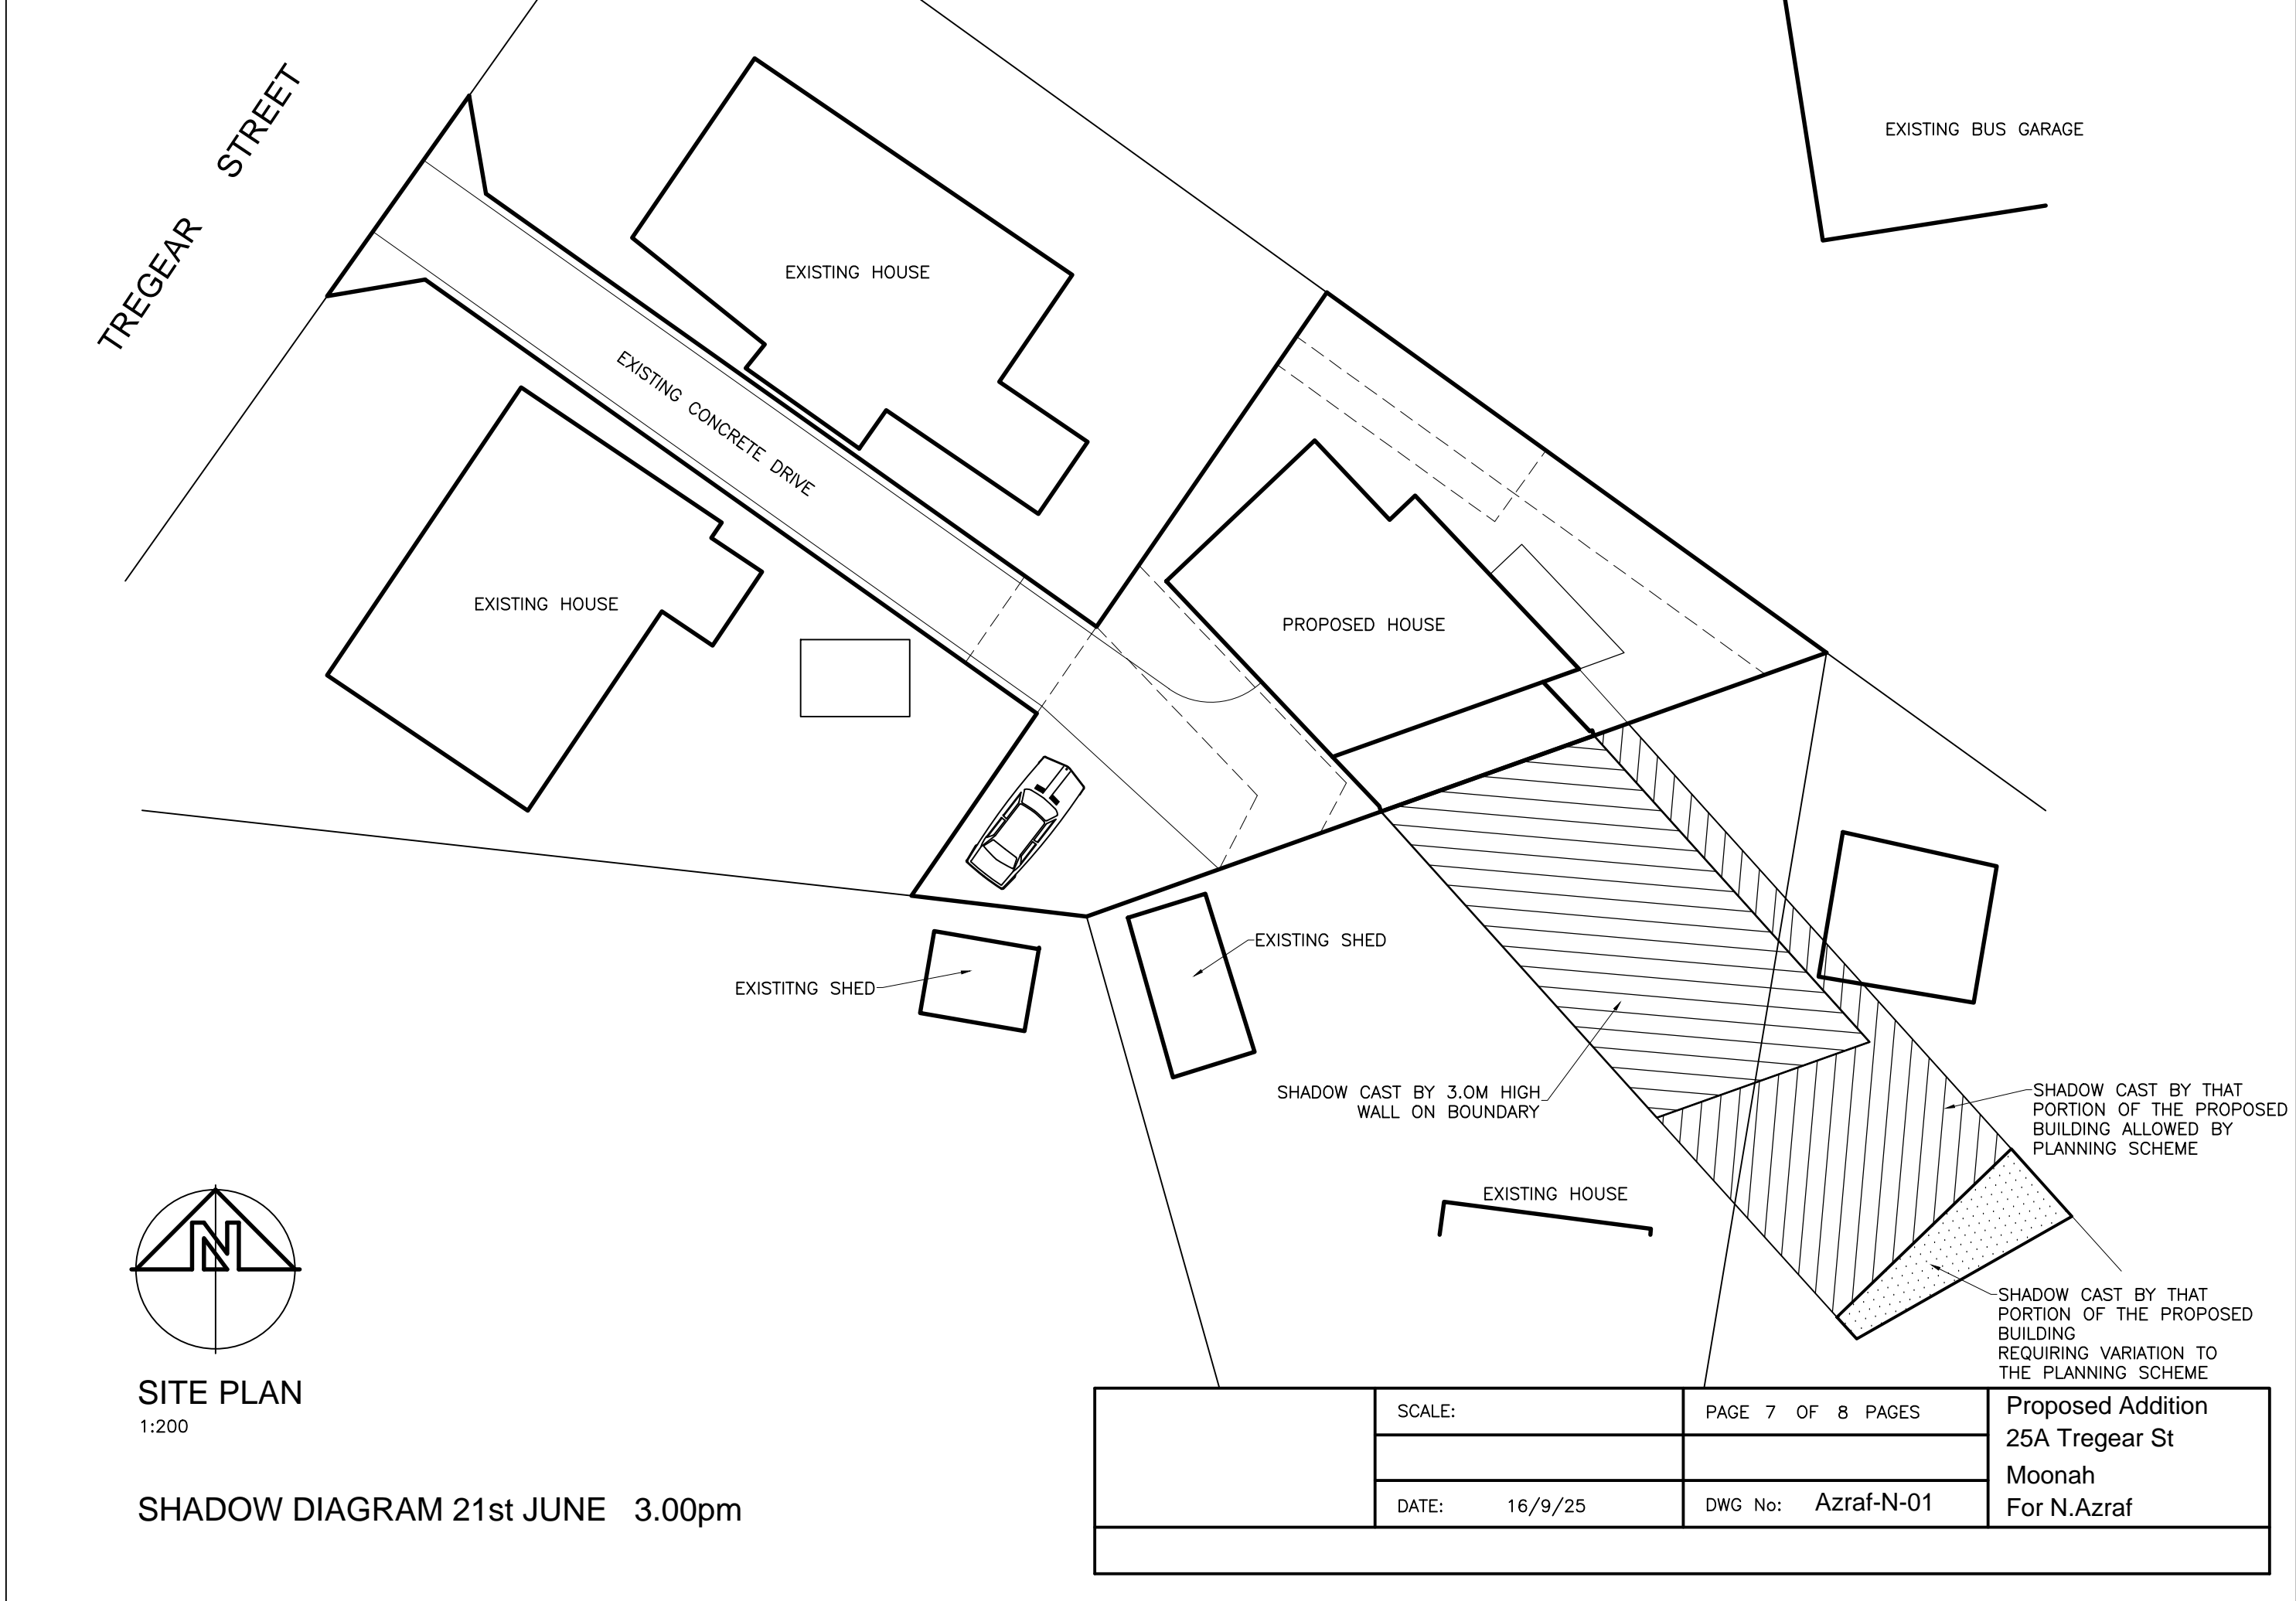 TREGEAR STREET
EXISTING BUS GARAGE
EXISTING HOUSE
EXISTING CONCRETE DRIVE
EXISTING HOUSE
PROPOSED HOUSE
EXISTING SHED
EXISTITNG SHED
SHADOW CAST BY 3.0M HIGH
WALL ON BOUNDARY
SHADOW CAST BY THAT
PORTION OF THE PROPOSED
BUILDING ALLOWED BY
PLANNING SCHEME
EXISTING HOUSE
SHADOW CAST BY THAT
PORTION OF THE PROPOSED
BUILDING
REQUIRING VARIATION TO
THE PLANNING SCHEME
N
SITE PLAN
1:200
SHADOW DIAGRAM 21st JUNE 3.00pm
SCALE:
PAGE 7 OF 8 PAGES
DATE: 16/9/25
DWG No: Azraf-N-01
Proposed Addition
25A Tregear St
Moonah
For N.Azraf